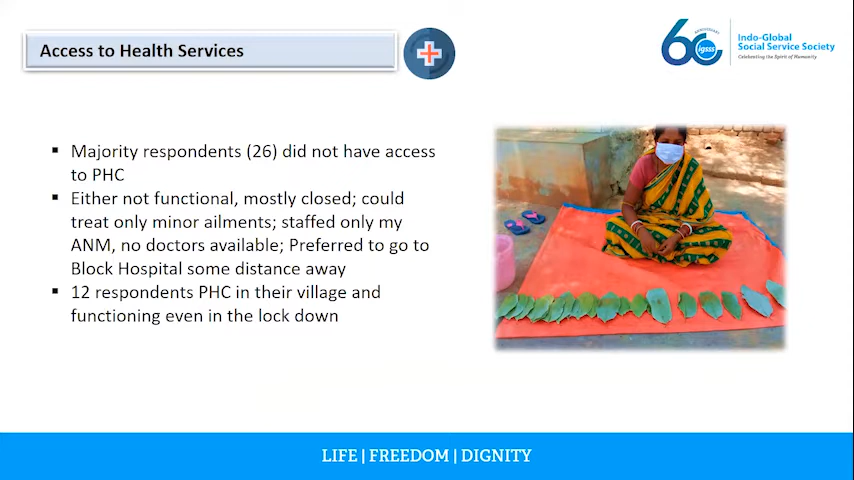 Access to Health Services
60
ANNIVERSARY
igsss
Indo-Global
Social Service Society
Celebrating the Spirit of Humanity
Majority respondents (26) did not have access
to PHC
Either not functional, mostly closed; could
treat only minor ailments; staffed only my
ANM, no doctors available; Preferred to go to
Block Hospital some distance away
12 respondents PHC in their village and
functioning even in the lock down
LIFE | FREEDOM | DIGNITY